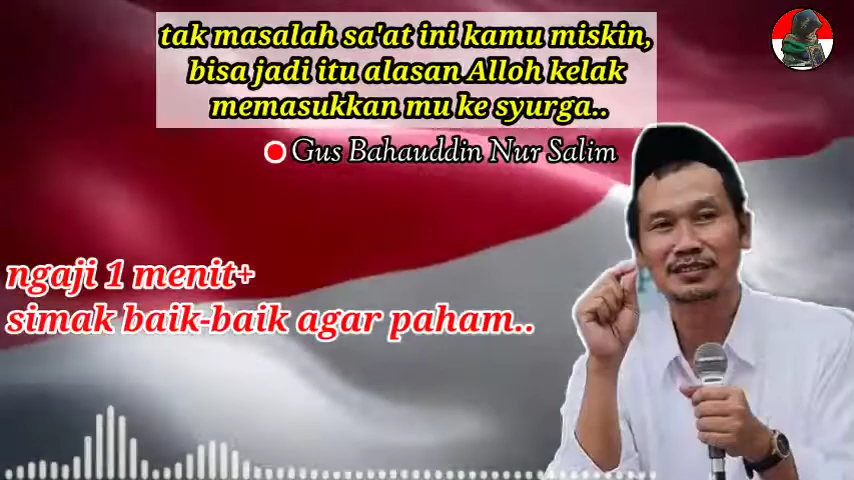 tak masalah sa'at ini kamu miskin,
bisa jadi itu alasan Alloh kelak
memasukkan mu ke syurga..
Gus Bahauddin Nur Salim
ngaji 1 menit+
simak baik-baik agar paham..